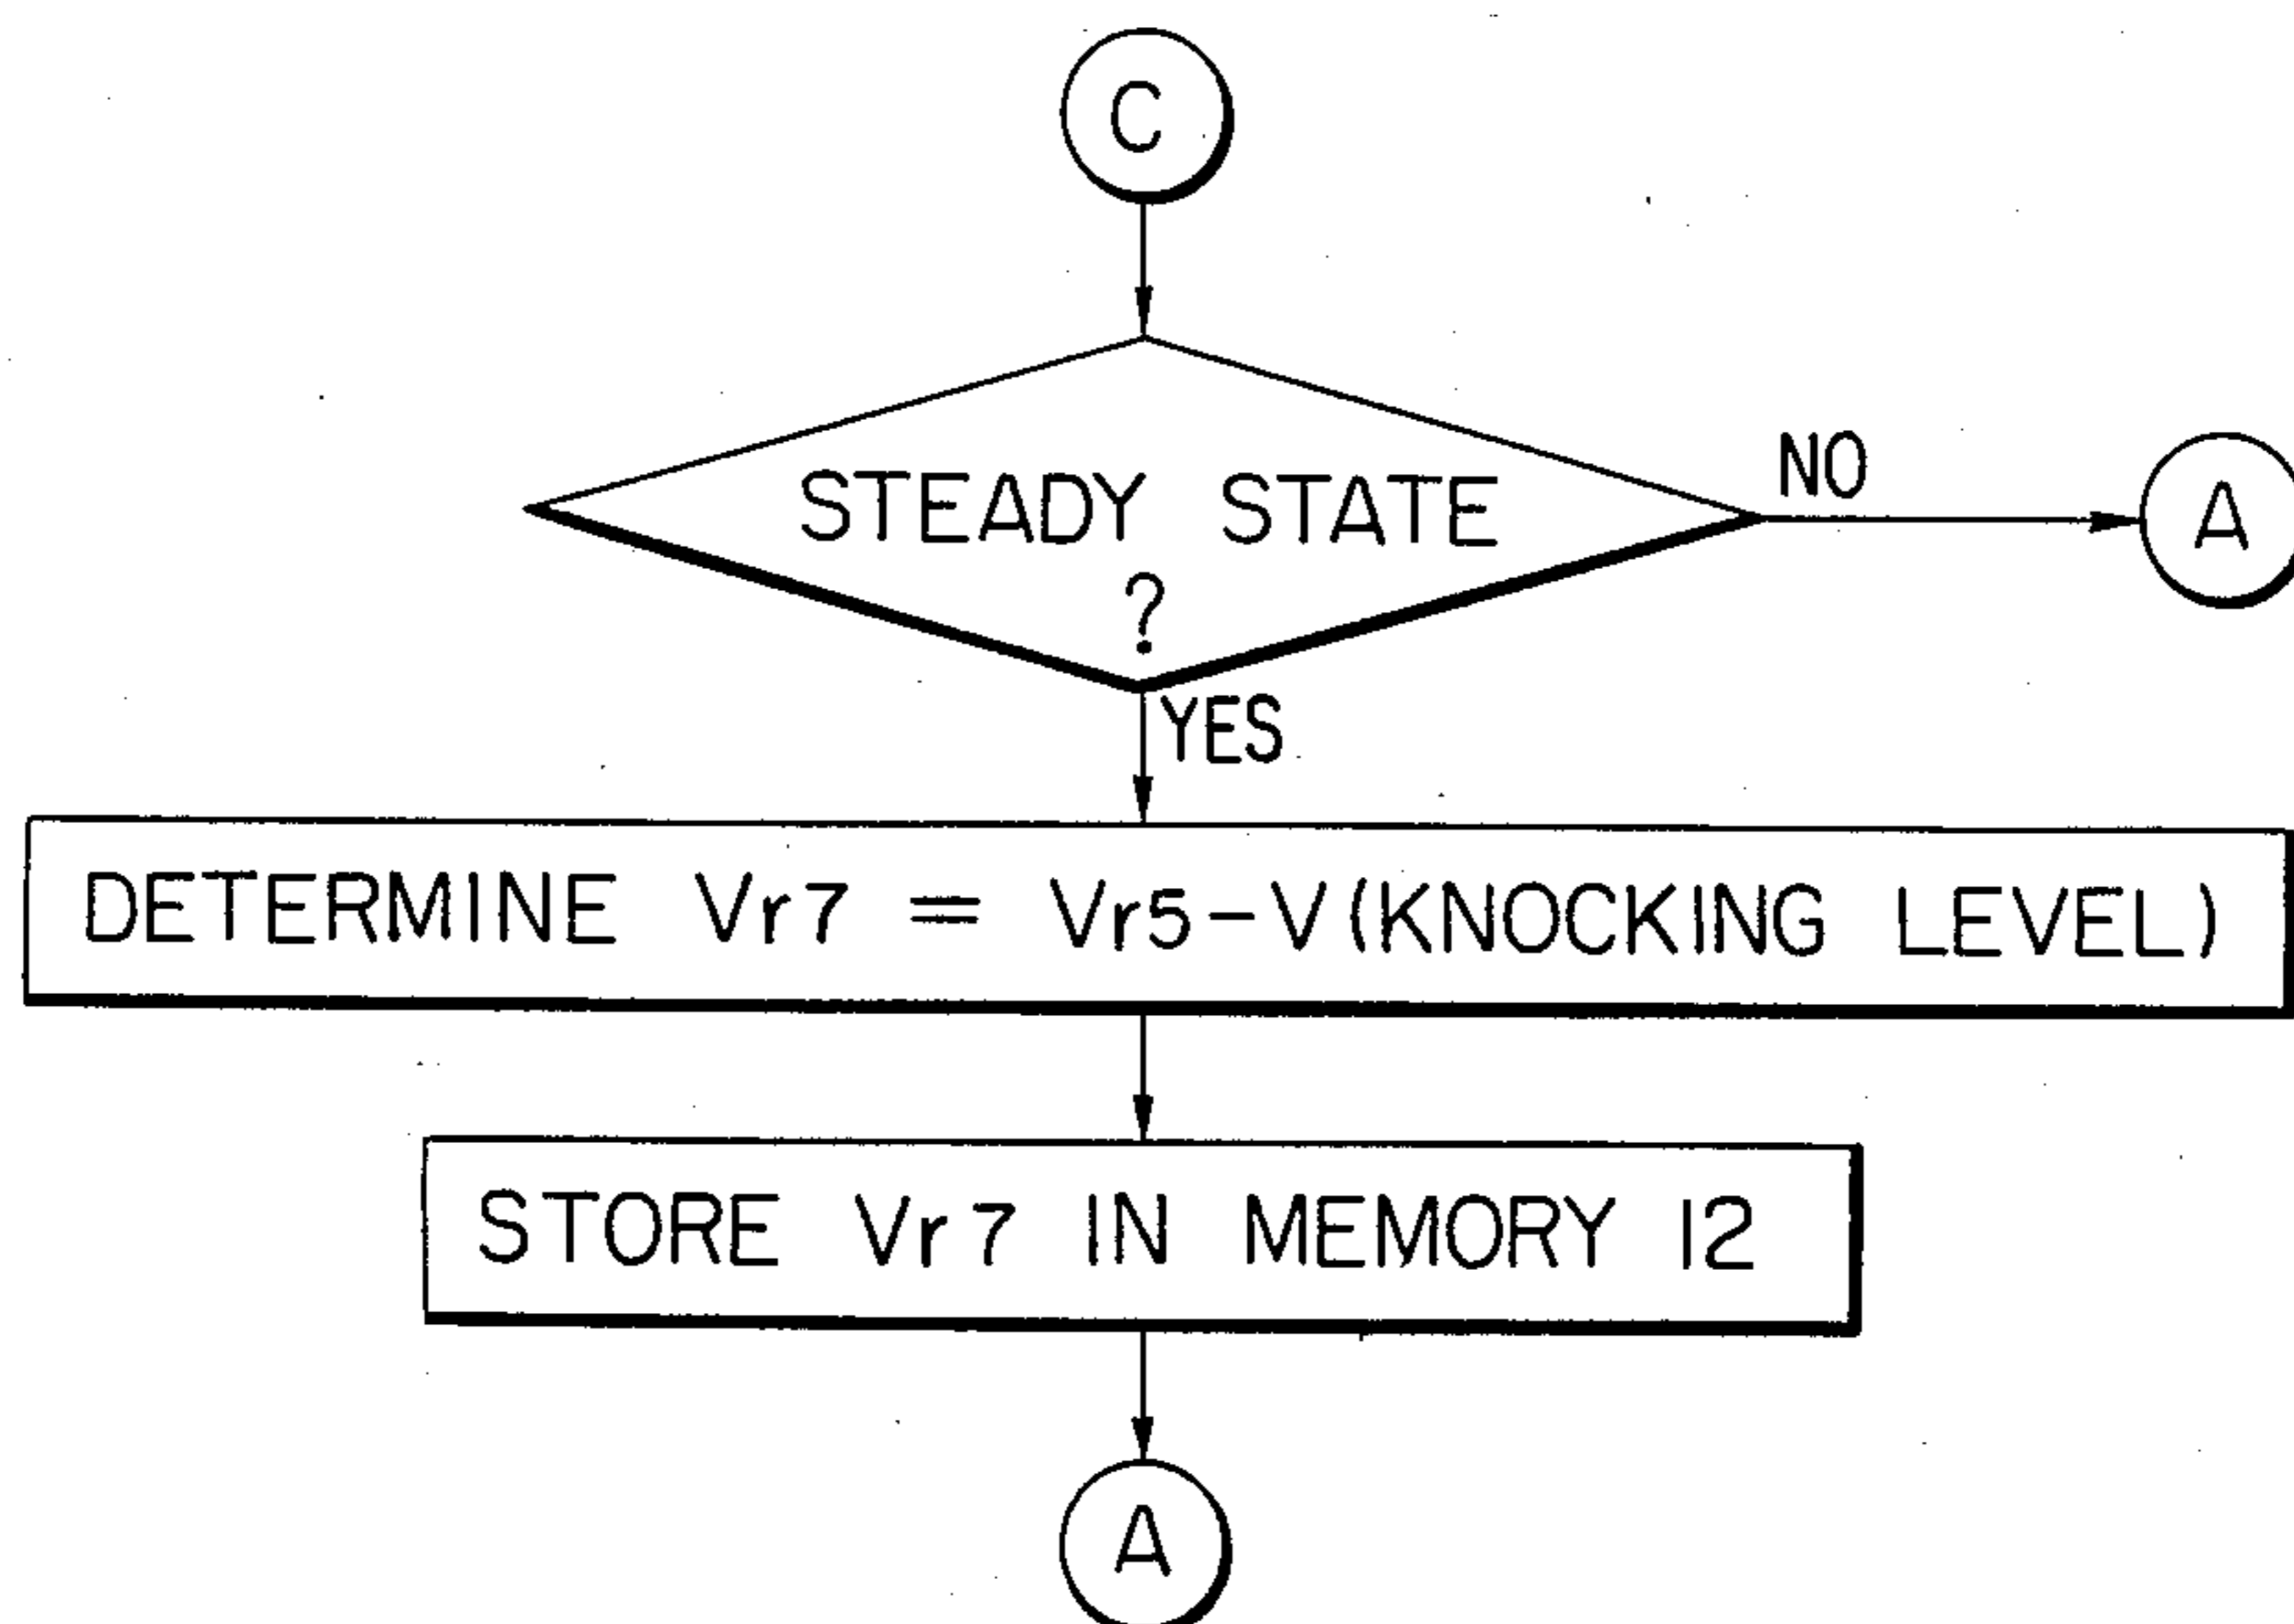 C
STEADY STATE
?
NO
A
YES
DETERMINE Vr7 = Vr5-V(KNOCKING LEVEL)
STORE Vr7 IN MEMORY 12
A